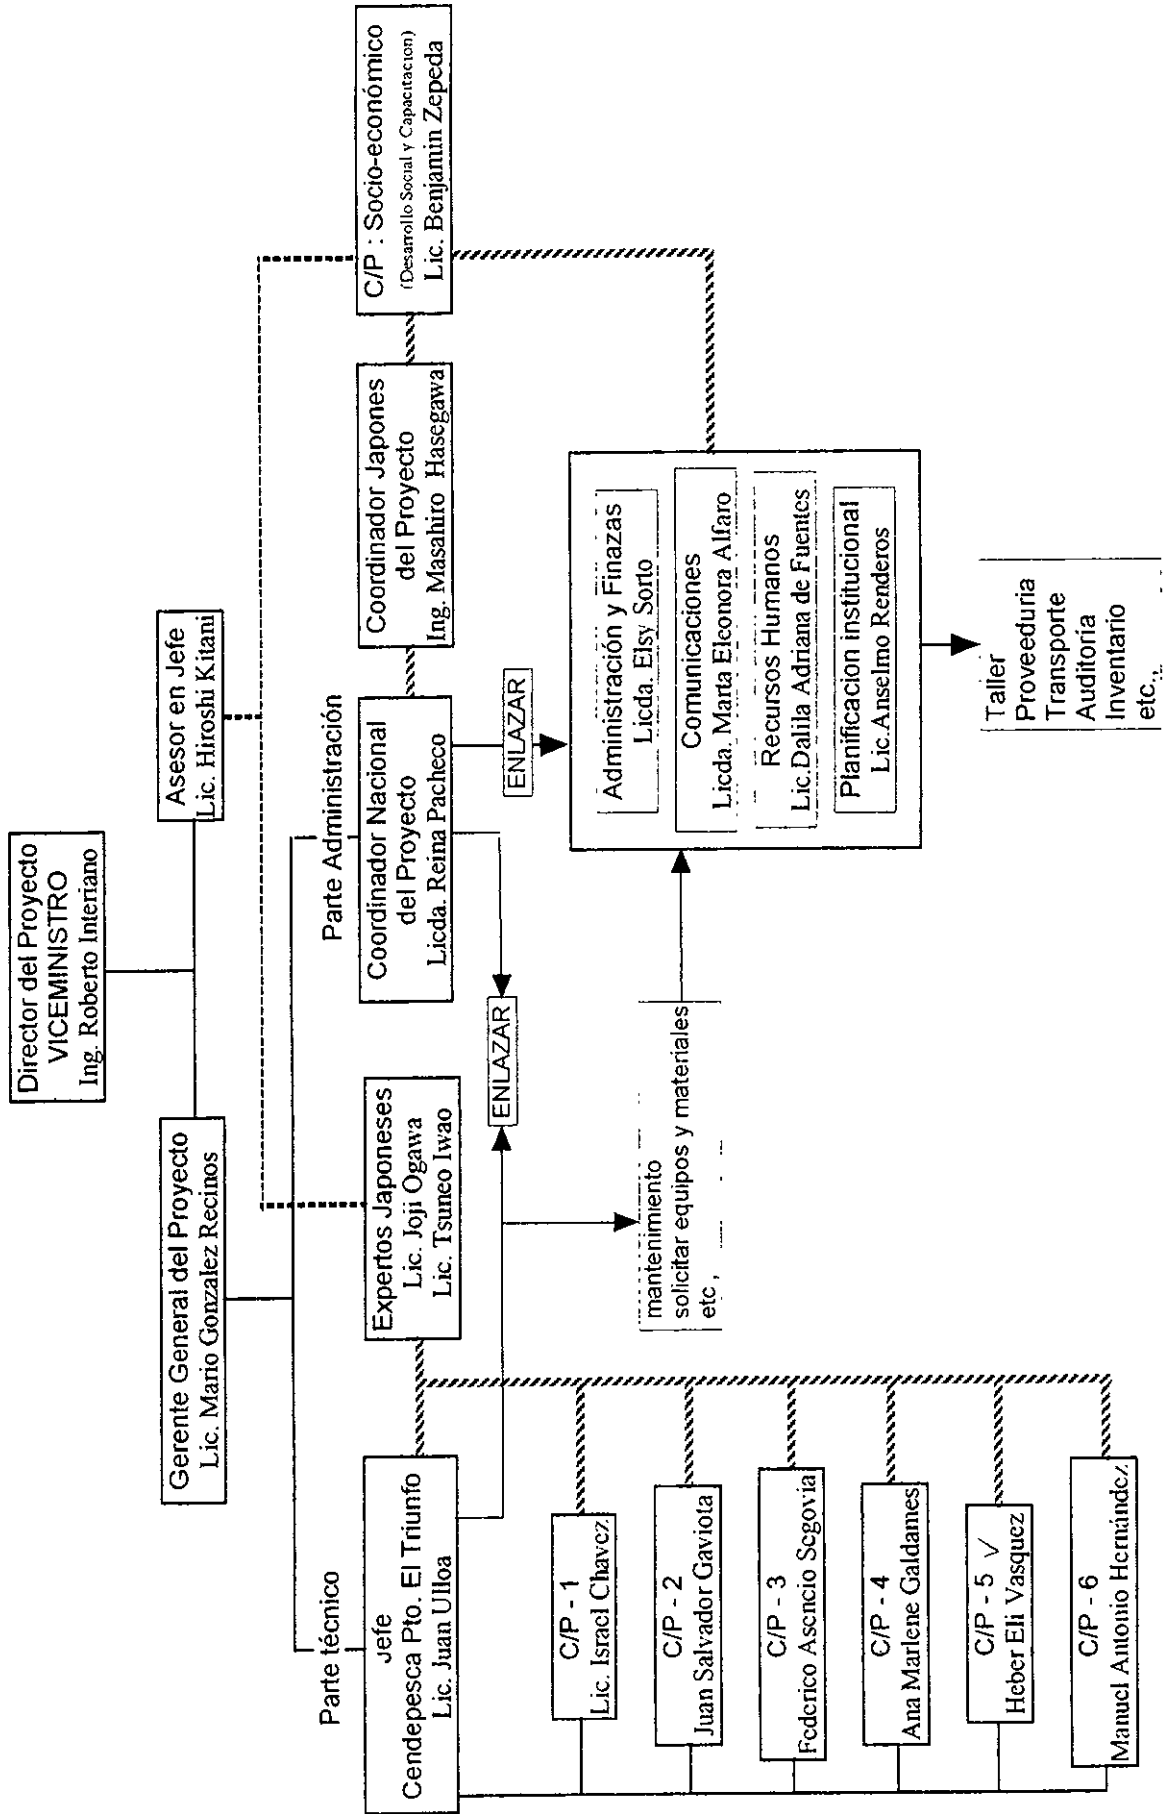 Director del Proyecto
VICEMINISTRO
Ing. Roberto Interiano
Gerente General del Proyecto
Lic. Mario Gonzalez Recinos
Asesor en Jefe
Lic. Hiroshi Kitani
Parte técnico
Parte Administración
Jefe
Cendepesca Pto. El Triunfo
Lic. Juan Ulloa
Expertos Japoneses
Lic. Joji Ogawa
Lic. Tsuneo Iwao
Coordinador Nacional
del Proyecto
Licda. Reina Pacheco
Coordinador Japones
del Proyecto
Ing. Masahiro Hasegawa
C/P : Socio-económico
(Desarrollo Social y Capacitacion)
Lic. Benjamin Zepeda
ENLAZAR
ENLAZAR
C/P - 1
Lic. Israel Chavez
C/P - 2
Juan Salvador Gaviota
C/P - 3
Federico Asencio Segovia
C/P - 4
Ana Marlene Galdames
C/P - 5 ✓
Heber Eli Vasquez
C/P - 6
Manuel Antonio Hernández
mantenimiento
solicitar equipos y materiales
etc,
Administración y Finazas
Licda. Elsy Sorto
Comunicaciones
Licda. Marta Eleonora Alfaro
Recursos Humanos
Lic.Dalila Adriana de Fuentes
Planificacion institucional
Lic.Anselmo Renderos
Taller
Proveeduria
Transporte
Auditoría
Inventario
etc,